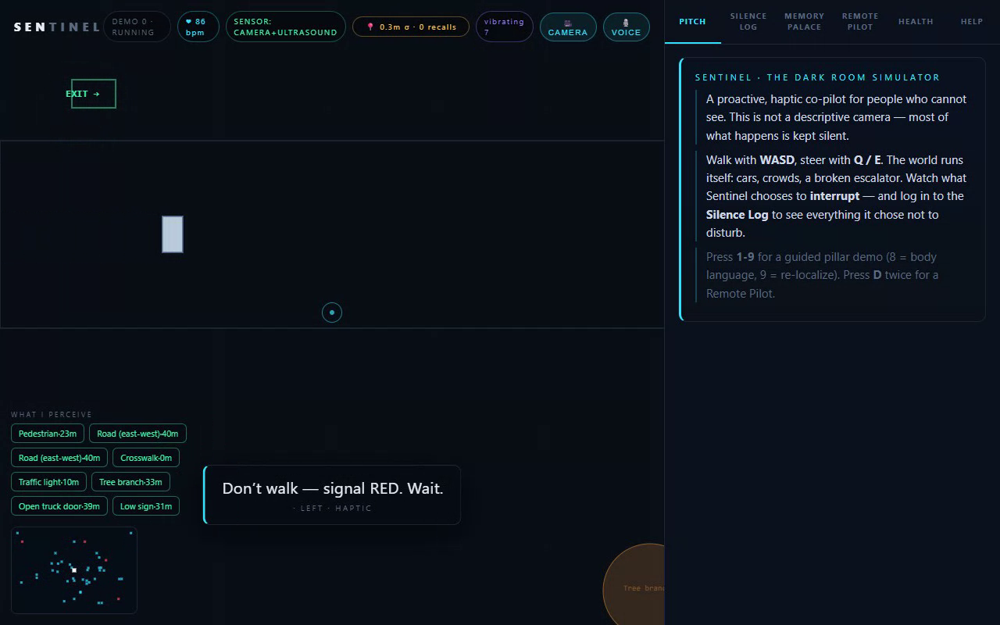 SENTINEL
DEMO 0 ·
RUNNING
♥ 86
bpm
SENSOR:
CAMERA+ULTRASOUND
📍 0.3m σ · 0 recalls
vibrating
7
CAMERA
VOICE
PITCH
SILENCE
LOG
MEMORY
PALACE
REMOTE
PILOT
HEALTH
HELP
EXIT →
SENTINEL · THE DARK ROOM SIMULATOR
A proactive, haptic co-pilot for people who cannot
see. This is not a descriptive camera — most of
what happens is kept silent.
Walk with WASD, steer with Q / E. The world runs
itself: cars, crowds, a broken escalator. Watch what
Sentinel chooses to interrupt — and log in to the
Silence Log to see everything it chose not to
disturb.
Press 1-9 for a guided pillar demo (8 = body
language, 9 = re-localize). Press D twice for a
Remote Pilot.
WHAT I PERCEIVE
Pedestrian·23m
Road (east-west)·40m
Road (east-west)·40m
Crosswalk·0m
Traffic light·10m
Tree branch·33m
Open truck door·39m
Low sign·31m
Don’t walk — signal RED. Wait.
· LEFT · HAPTIC
Tree bran